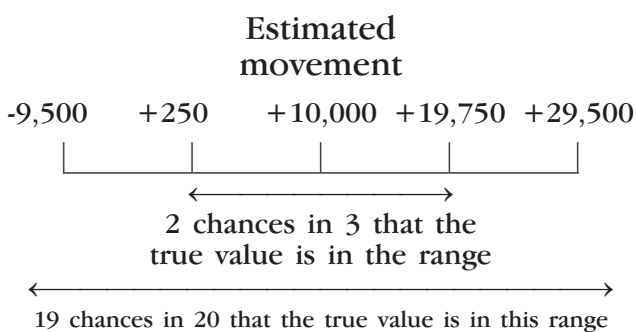 Estimated
movement
-9,500 +250 +10,000 +19,750 +29,500
2 chances in 3 that the
true value is in the range
19 chances in 20 that the true value is in this range